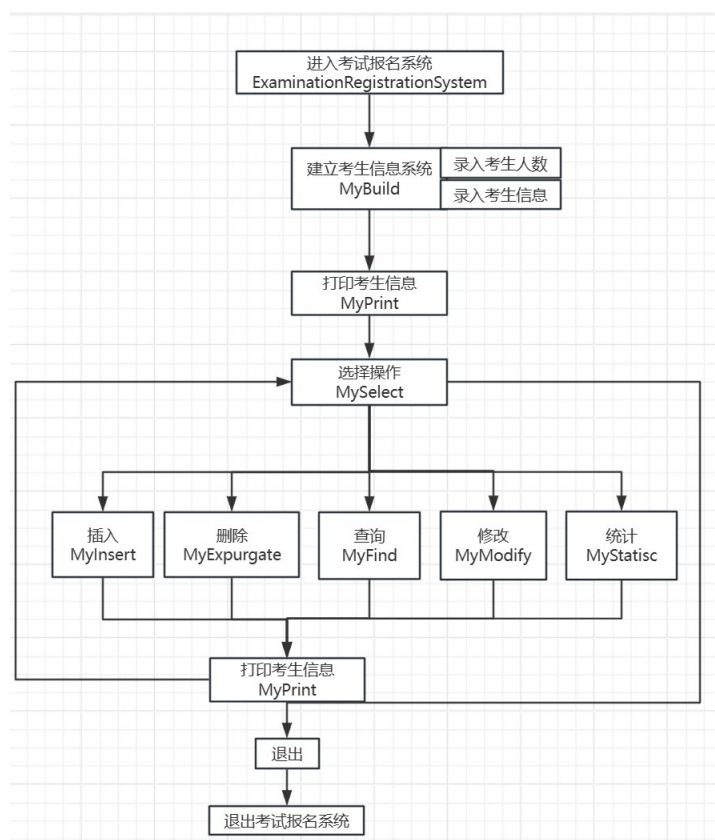 进入考试报名系统
ExaminationRegistrationSystem
建立考生信息系统
MyBuild
录入考生人数
录入考生信息
打印考生信息
MyPrint
选择操作
MySelect
插入
MyInsert
删除
MyExpurgate
查询
MyFind
修改
MyModify
统计
MyStatisc
打印考生信息
MyPrint
退出
退出考试报名系统